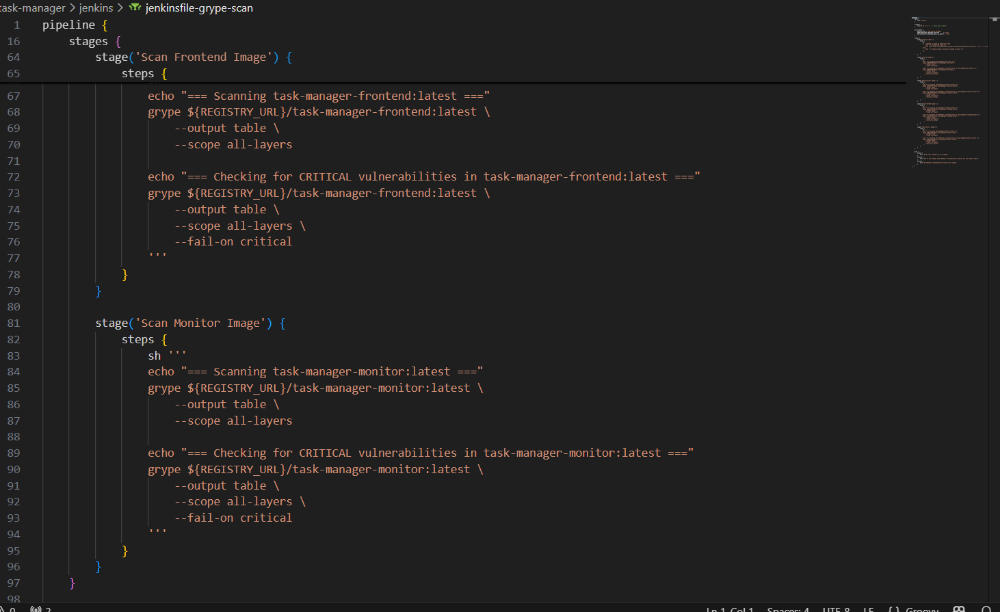 task-manager > jenkins > jenkinsfile-grype-scan
1 pipeline {
16 stages {
64 stage('Scan Frontend Image') {
65 steps {
67 echo "=== Scanning task-manager-frontend:latest ==="
68 grype ${REGISTRY_URL}/task-manager-frontend:latest \
69 --output table \
70 --scope all-layers
71
72 echo "=== Checking for CRITICAL vulnerabilities in task-manager-frontend:latest ==="
73 grype ${REGISTRY_URL}/task-manager-frontend:latest \
74 --output table \
75 --scope all-layers \
76 --fail-on critical
77 '''
78 }
79 }
80
81 stage('Scan Monitor Image') {
82 steps {
83 sh '''
84 echo "=== Scanning task-manager-monitor:latest ==="
85 grype ${REGISTRY_URL}/task-manager-monitor:latest \
86 --output table \
87 --scope all-layers
88
89 echo "=== Checking for CRITICAL vulnerabilities in task-manager-monitor:latest ==="
90 grype ${REGISTRY_URL}/task-manager-monitor:latest \
91 --output table \
92 --scope all-layers \
93 --fail-on critical
94 '''
95 }
96 }
97 }
98
0 2 Ln 1, Col 1 Spaces: 4 UTF-8 LF { } Groovy